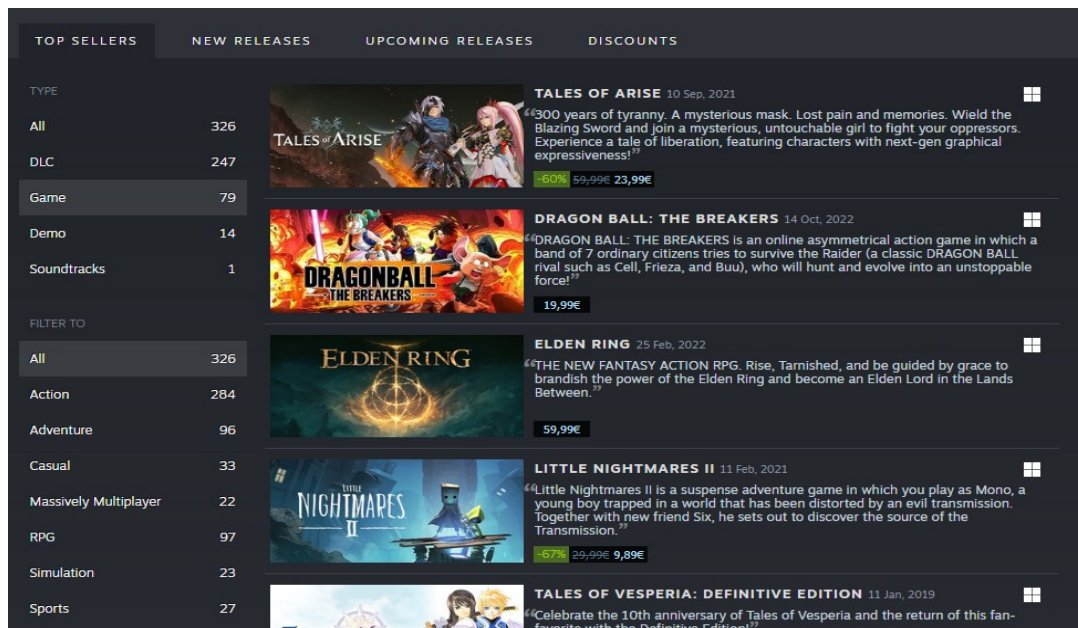 TOP SELLERS NEW RELEASES UPCOMING RELEASES DISCOUNTS
TYPE
All 326
DLC 247
Game 79
Demo 14
Soundtracks 1
FILTER TO
All 326
Action 284
Adventure 96
Casual 33
Massively Multiplayer 22
RPG 97
Simulation 23
Sports 27
TALES OF ARISE
TALES OF ARISE 10 Sep, 2021
“300 years of tyranny. A mysterious mask. Lost pain and memories. Wield the
Blazing Sword and join a mysterious, untouchable girl to fight your oppressors.
Experience a tale of liberation, featuring characters with next-gen graphical
expressiveness!”
-60% 59,99€ 23,99€
DRAGONBALL
THE BREAKERS
DRAGON BALL: THE BREAKERS 14 Oct, 2022
“DRAGON BALL: THE BREAKERS is an online asymmetrical action game in which a
band of 7 ordinary citizens tries to survive the Raider (a classic DRAGON BALL
rival such as Cell, Frieza, and Buu), who will hunt and evolve into an unstoppable
force!”
19,99€
ELDEN RING
ELDEN RING 25 Feb, 2022
“THE NEW FANTASY ACTION RPG. Rise, Tarnished, and be guided by grace to
brandish the power of the Elden Ring and become an Elden Lord in the Lands
Between.”
59,99€
LITTLE
NIGHTMARES
II
LITTLE NIGHTMARES II 11 Feb, 2021
“Little Nightmares II is a suspense adventure game in which you play as Mono, a
young boy trapped in a world that has been distorted by an evil transmission.
Together with new friend Six, he sets out to discover the source of the
Transmission.”
-67% 29,99€ 9,89€
TALES OF VESPERIA: DEFINITIVE EDITION 11 Jan, 2019
“Celebrate the 10th anniversary of Tales of Vesperia and the return of this fan-
favorite with the Definitive Edition!”